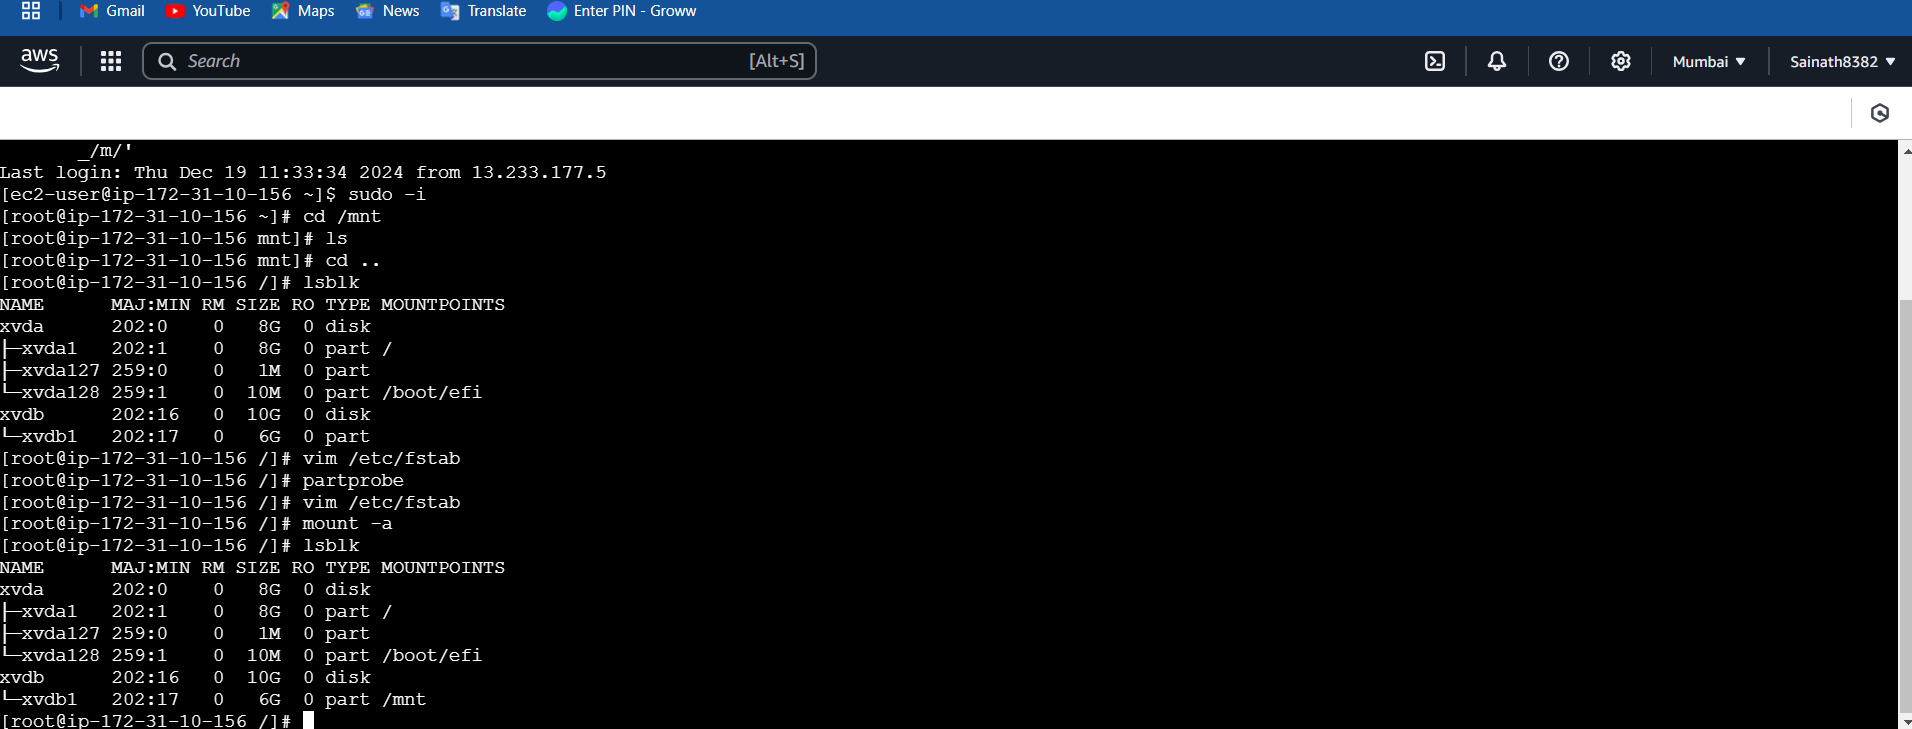 Gmail YouTube Maps News Translate Enter PIN - Groww
aws Search [Alt+S] Mumbai ▼ Sainath8382 ▼
_/m/'
Last login: Thu Dec 19 11:33:34 2024 from 13.233.177.5
[ec2-user@ip-172-31-10-156 ~]$ sudo -i
[root@ip-172-31-10-156 ~]# cd /mnt
[root@ip-172-31-10-156 mnt]# ls
[root@ip-172-31-10-156 mnt]# cd ..
[root@ip-172-31-10-156 /]# lsblk
NAME      MAJ:MIN RM SIZE RO TYPE MOUNTPOINTS
xvda      202:0    0   8G  0 disk
├─xvda1   202:1    0   8G  0 part /
├─xvda127 259:0    0   1M  0 part
└─xvda128 259:1    0  10M  0 part /boot/efi
xvdb      202:16   0  10G  0 disk
└─xvdb1   202:17   0   6G  0 part
[root@ip-172-31-10-156 /]# vim /etc/fstab
[root@ip-172-31-10-156 /]# partprobe
[root@ip-172-31-10-156 /]# vim /etc/fstab
[root@ip-172-31-10-156 /]# mount -a
[root@ip-172-31-10-156 /]# lsblk
NAME      MAJ:MIN RM SIZE RO TYPE MOUNTPOINTS
xvda      202:0    0   8G  0 disk
├─xvda1   202:1    0   8G  0 part /
├─xvda127 259:0    0   1M  0 part
└─xvda128 259:1    0  10M  0 part /boot/efi
xvdb      202:16   0  10G  0 disk
└─xvdb1   202:17   0   6G  0 part /mnt
[root@ip-172-31-10-156 /]#